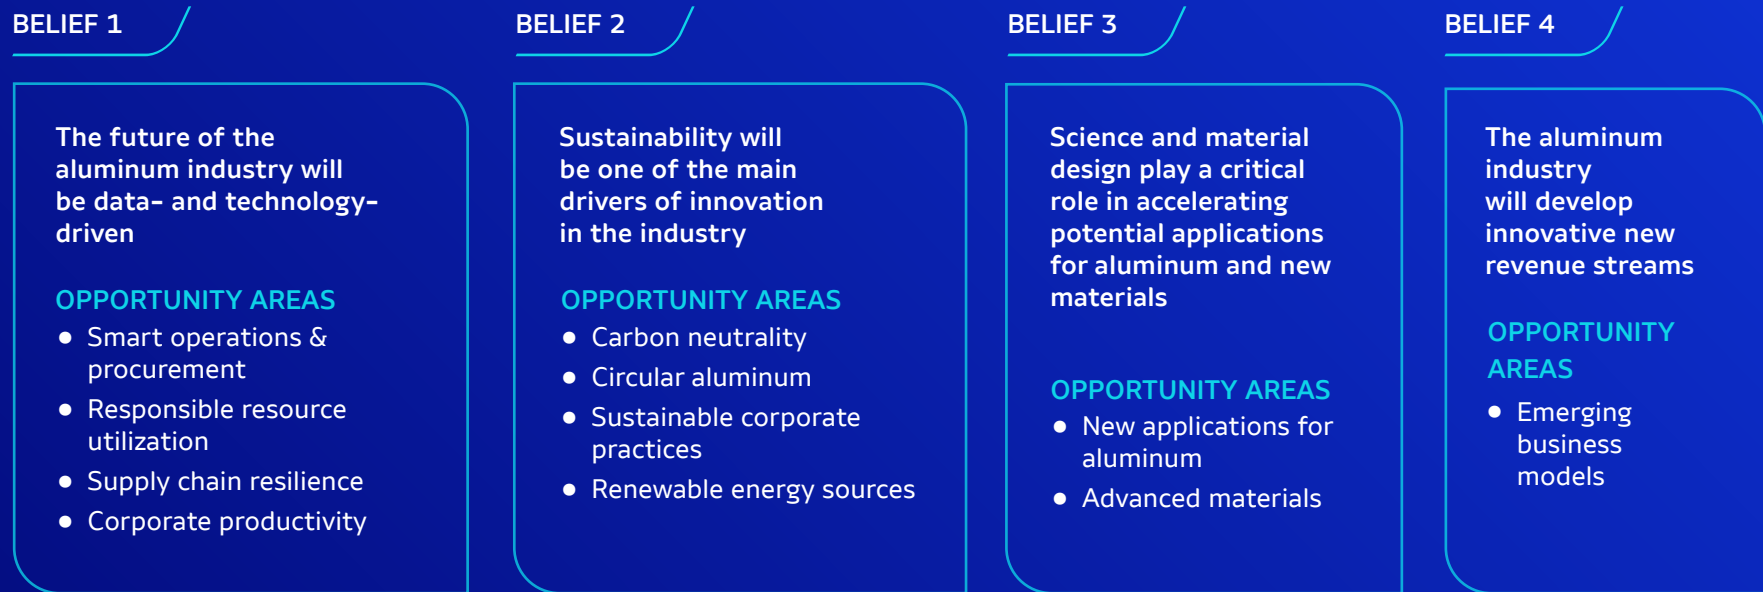 BELIEF 1
The future of the
aluminum industry will
be data- and technology-
driven
OPPORTUNITY AREAS
● Smart operations &
procurement
● Responsible resource
utilization
● Supply chain resilience
● Corporate productivity
BELIEF 2
Sustainability will
be one of the main
drivers of innovation
in the industry
OPPORTUNITY AREAS
● Carbon neutrality
● Circular aluminum
● Sustainable corporate
practices
● Renewable energy sources
BELIEF 3
Science and material
design play a critical
role in accelerating
potential applications
for aluminum and new
materials
OPPORTUNITY AREAS
● New applications for
aluminum
● Advanced materials
BELIEF 4
The aluminum
industry
will develop
innovative new
revenue streams
OPPORTUNITY
AREAS
● Emerging
business
models